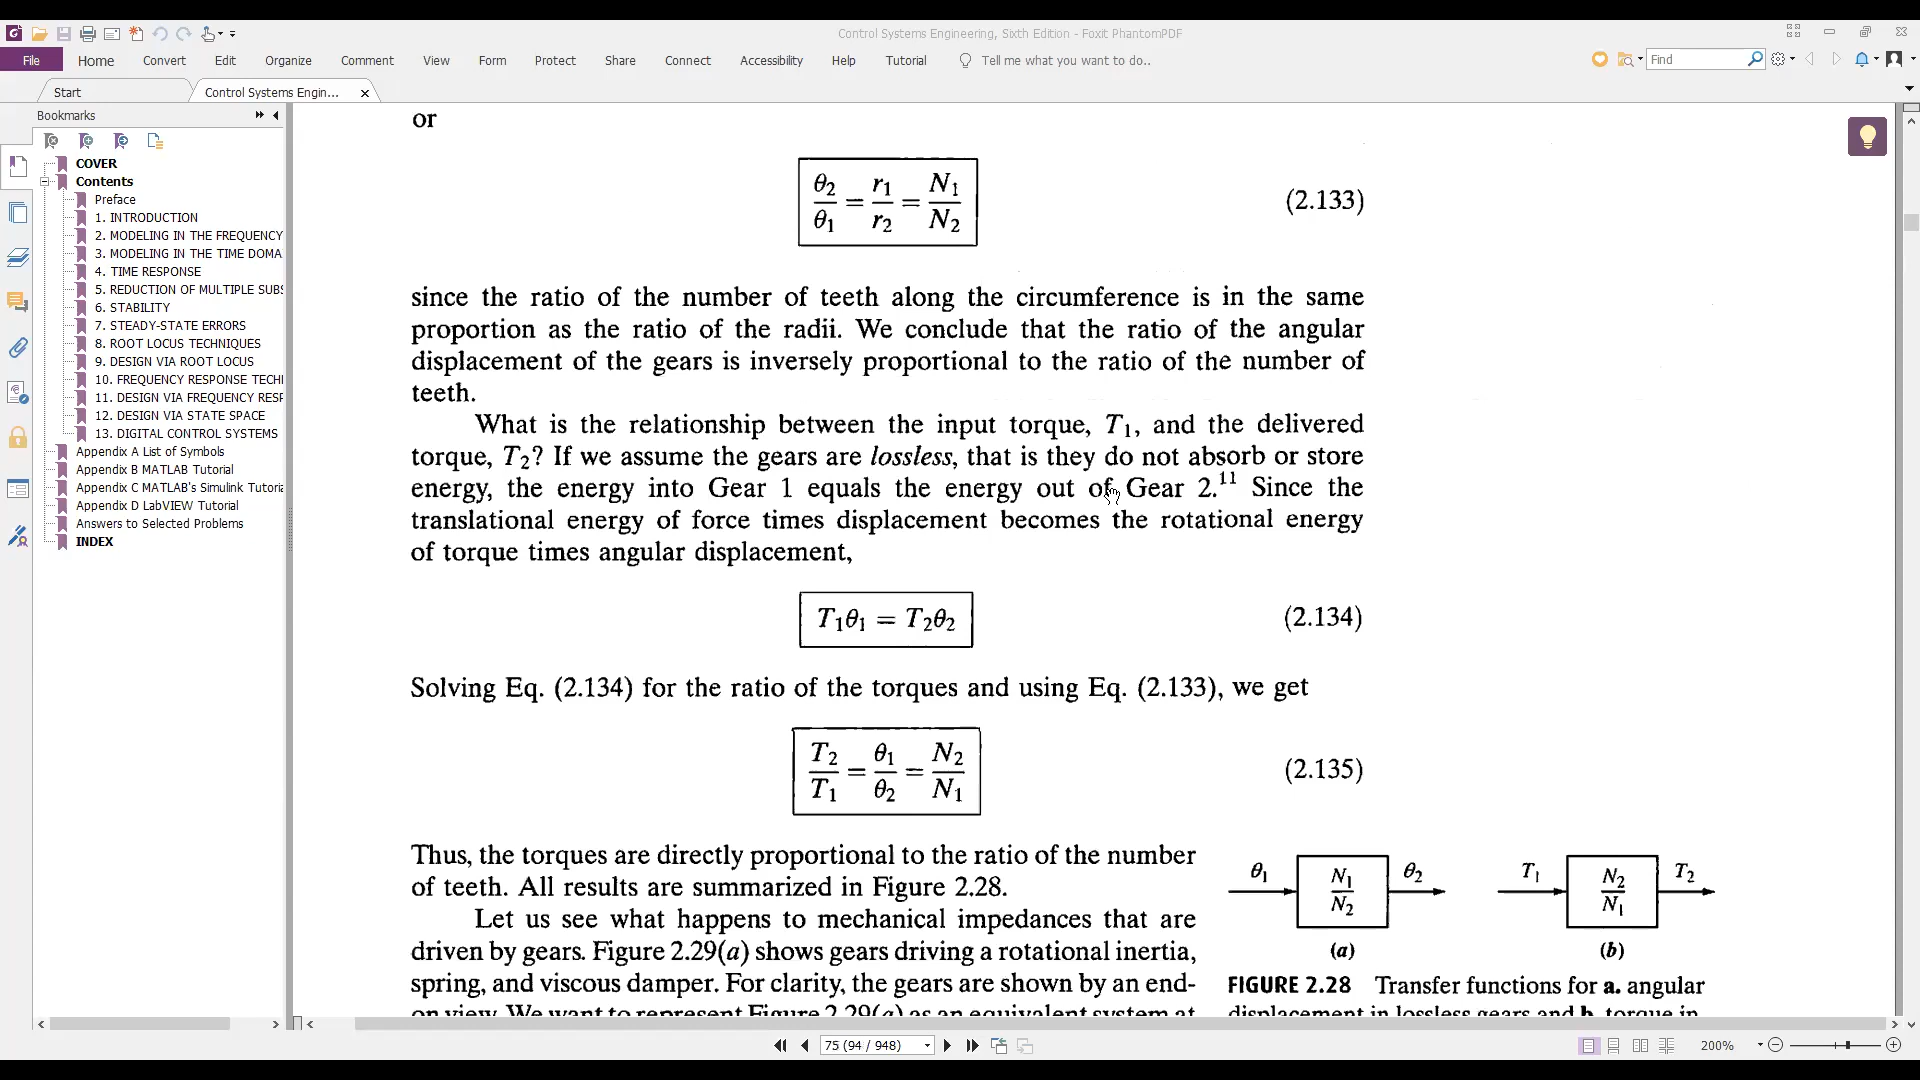 Control Systems Engineering, Sixth Edition - Foxit PhantomPDF
File Home Convert Edit Organize Comment View Form Protect Share Connect Accessibility Help Tutorial Tell me what you want to do.. Find
Start Control Systems Engin...
Bookmarks
COVER
Contents
Preface
1. INTRODUCTION
2. MODELING IN THE FREQUENCY
3. MODELING IN THE TIME DOMA
4. TIME RESPONSE
5. REDUCTION OF MULTIPLE SUBS
6. STABILITY
7. STEADY-STATE ERRORS
8. ROOT LOCUS TECHNIQUES
9. DESIGN VIA ROOT LOCUS
10. FREQUENCY RESPONSE TECH
11. DESIGN VIA FREQUENCY RESP
12. DESIGN VIA STATE SPACE
13. DIGITAL CONTROL SYSTEMS
Appendix A List of Symbols
Appendix B MATLAB Tutorial
Appendix C MATLAB's Simulink Tutoria
Appendix D LabVIEW Tutorial
Answers to Selected Problems
INDEX
or
θ2/θ1 = r1/r2 = N1/N2 (2.133)
since the ratio of the number of teeth along the circumference is in the same
proportion as the ratio of the radii. We conclude that the ratio of the angular
displacement of the gears is inversely proportional to the ratio of the number of
teeth.
What is the relationship between the input torque, T1, and the delivered
torque, T2? If we assume the gears are lossless, that is they do not absorb or store
energy, the energy into Gear 1 equals the energy out of Gear 2.11 Since the
translational energy of force times displacement becomes the rotational energy
of torque times angular displacement,
T1θ1 = T2θ2 (2.134)
Solving Eq. (2.134) for the ratio of the torques and using Eq. (2.133), we get
T2/T1 = θ1/θ2 = N2/N1 (2.135)
Thus, the torques are directly proportional to the ratio of the number
of teeth. All results are summarized in Figure 2.28.
Let us see what happens to mechanical impedances that are
driven by gears. Figure 2.29(a) shows gears driving a rotational inertia,
spring, and viscous damper. For clarity, the gears are shown by an end-
on view. We want to represent Figure 2.29(a) as an equivalent system at
θ1 N1/N2 θ2
(a)
T1 N2/N1 T2
(b)
FIGURE 2.28 Transfer functions for a. angular
displacement in lossless gears and b. torque in
75 (94 / 948)
200%